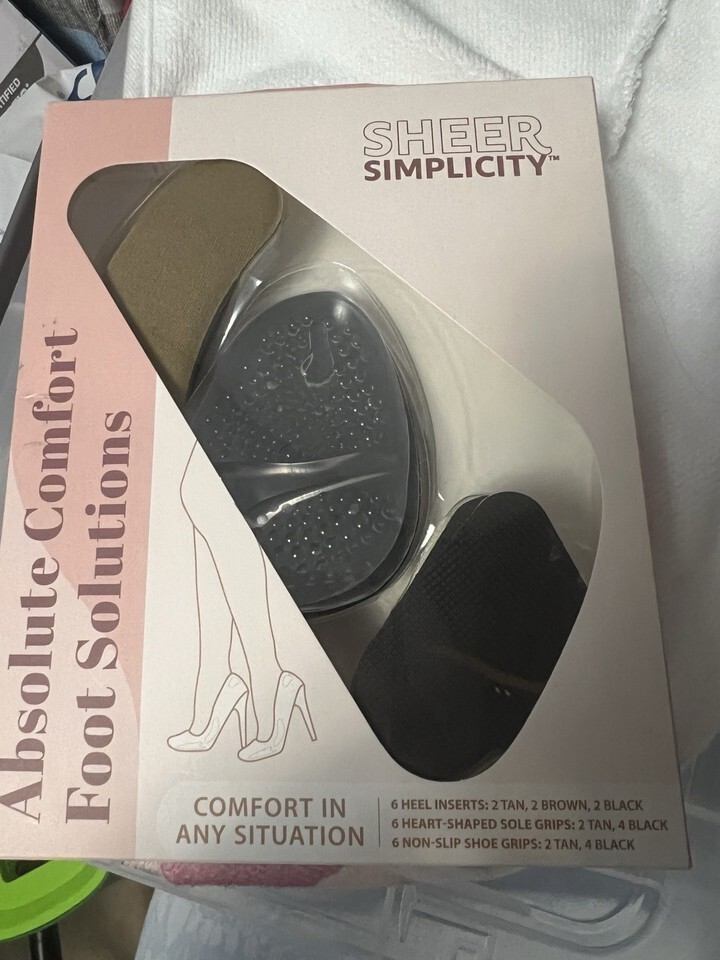 SHEER
SIMPLICITY™
Absolute Comfort
Foot Solutions
COMFORT IN
ANY SITUATION
6 HEEL INSERTS: 2 TAN, 2 BROWN, 2 BLACK
6 HEART-SHAPED SOLE GRIPS: 2 TAN, 4 BLACK
6 NON-SLIP SHOE GRIPS: 2 TAN, 4 BLACK